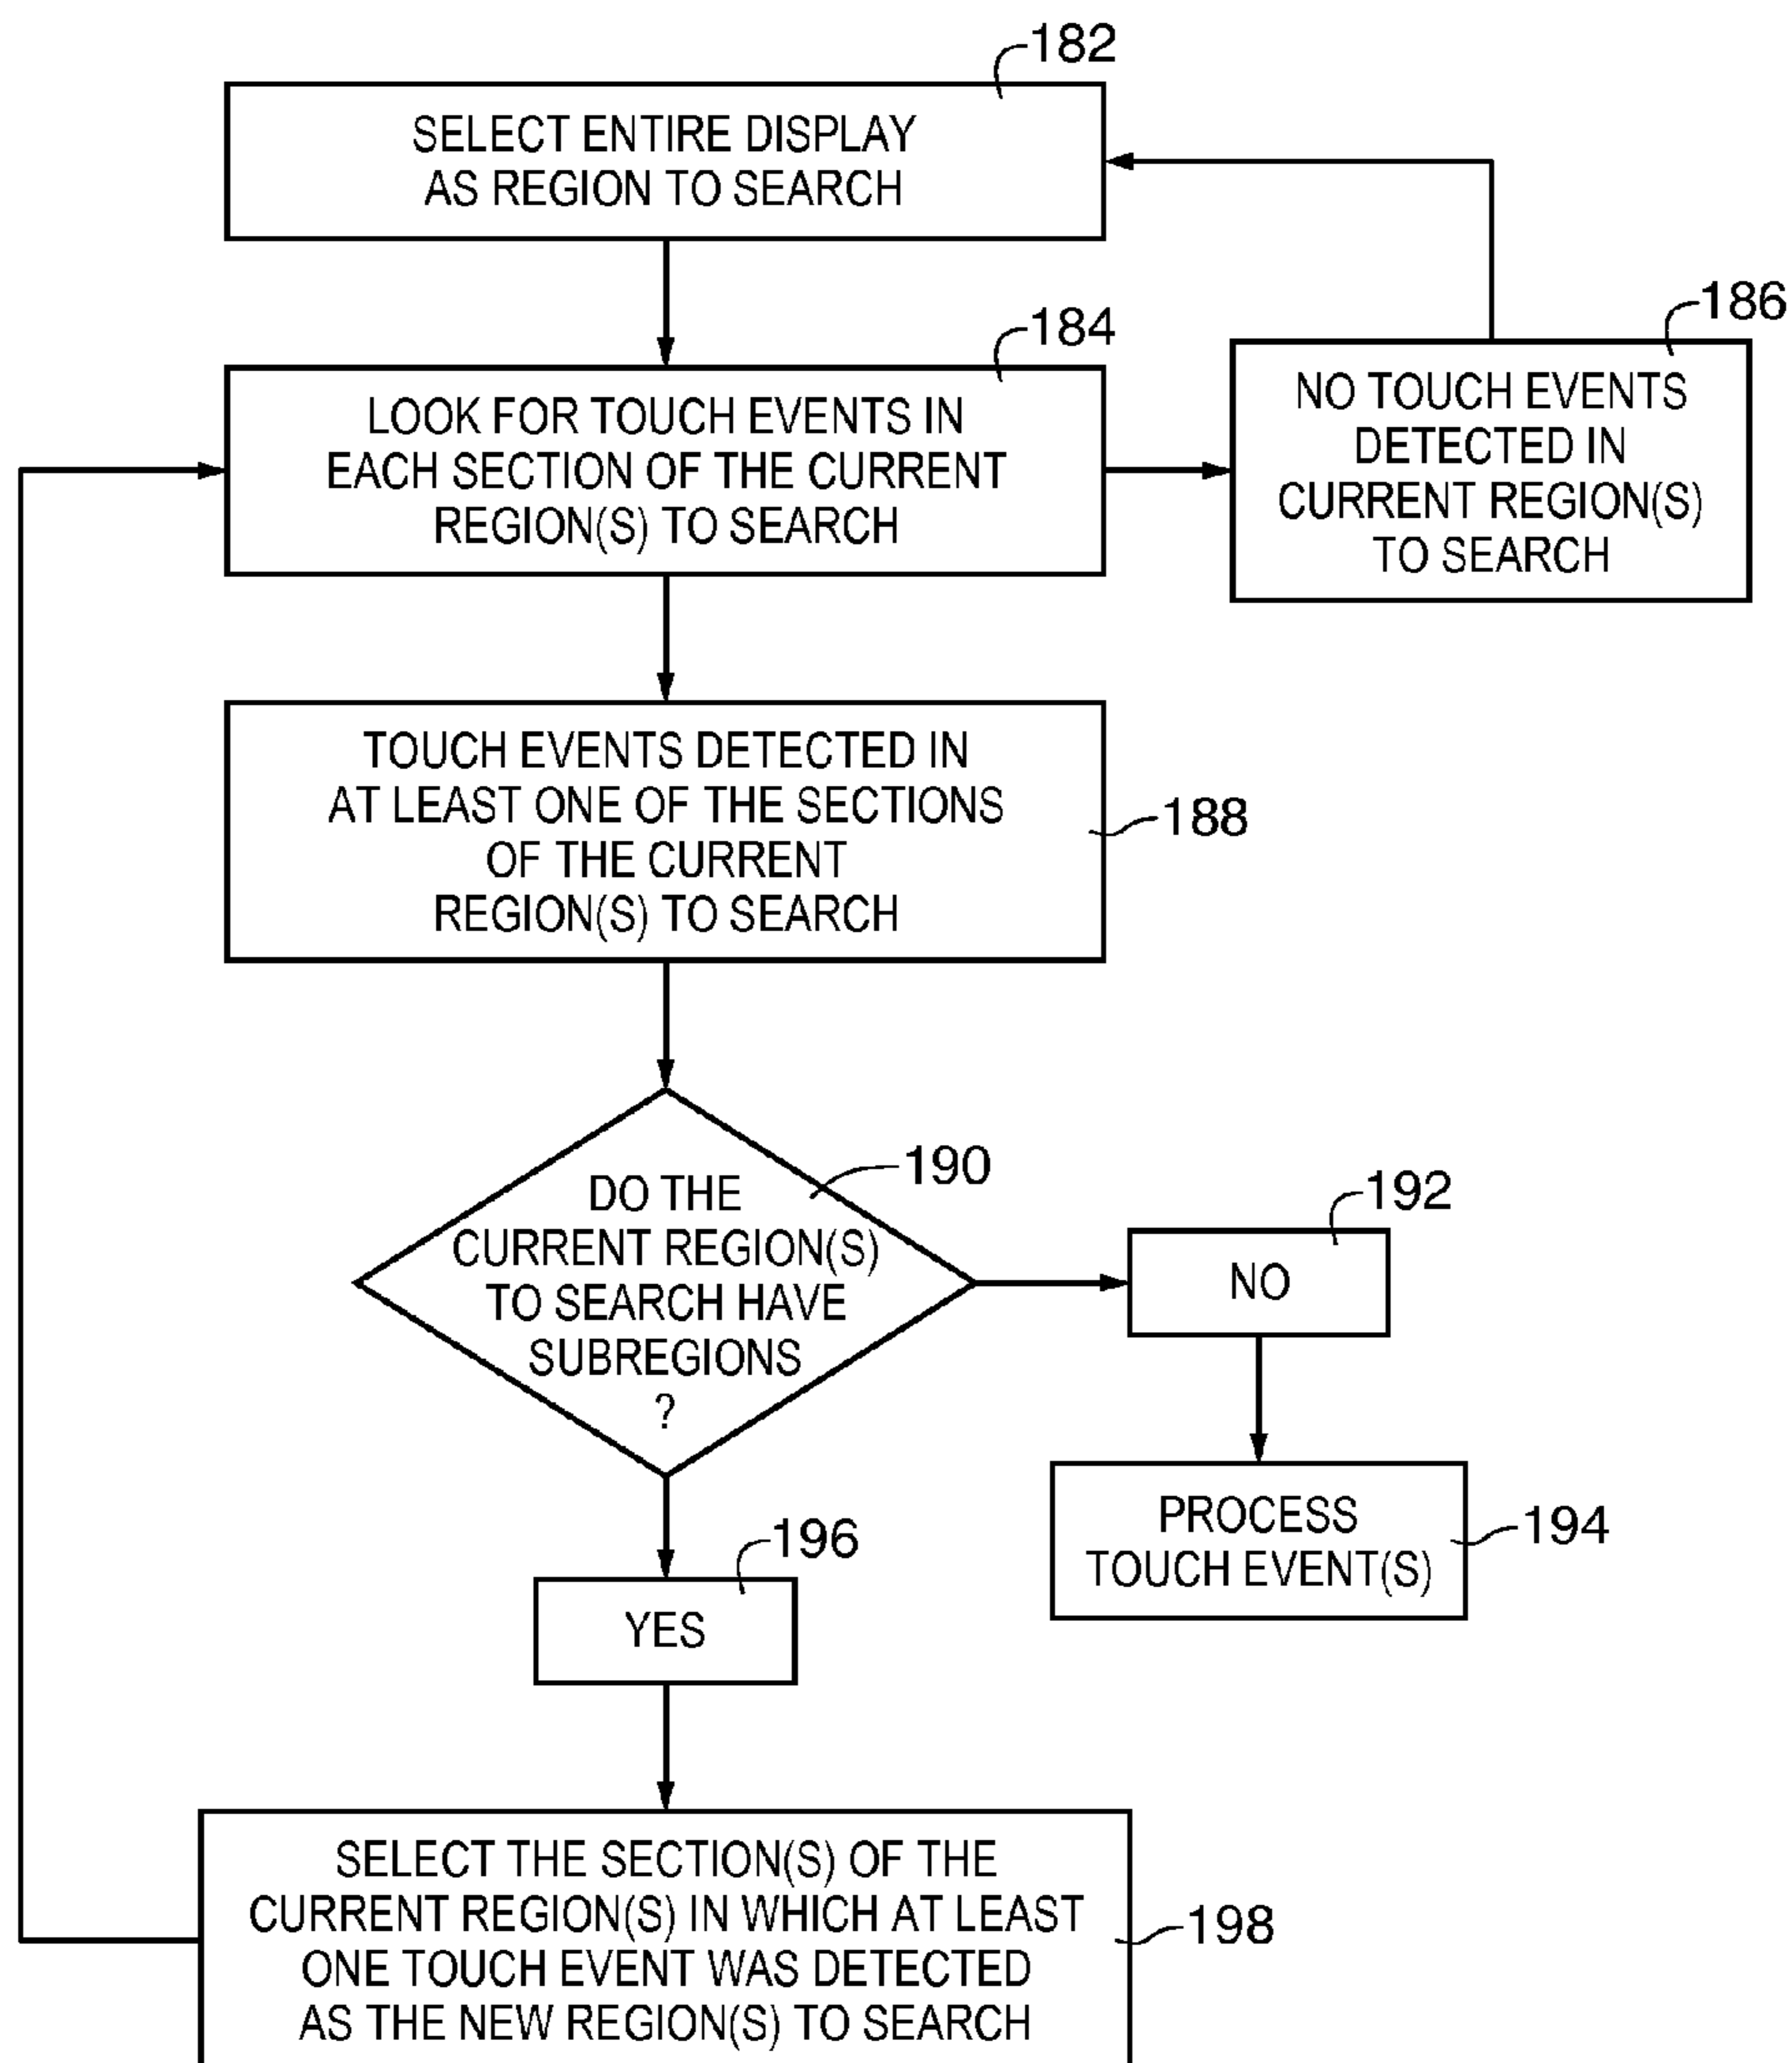 182
SELECT ENTIRE DISPLAY
AS REGION TO SEARCH
184
LOOK FOR TOUCH EVENTS IN
EACH SECTION OF THE CURRENT
REGION(S) TO SEARCH
186
NO TOUCH EVENTS
DETECTED IN
CURRENT REGION(S)
TO SEARCH
TOUCH EVENTS DETECTED IN
AT LEAST ONE OF THE SECTIONS
OF THE CURRENT
REGION(S) TO SEARCH
188
190
DO THE
CURRENT REGION(S)
TO SEARCH HAVE
SUBREGIONS
?
192
NO
PROCESS
TOUCH EVENT(S)
194
196
YES
SELECT THE SECTION(S) OF THE
CURRENT REGION(S) IN WHICH AT LEAST
ONE TOUCH EVENT WAS DETECTED
AS THE NEW REGION(S) TO SEARCH
198